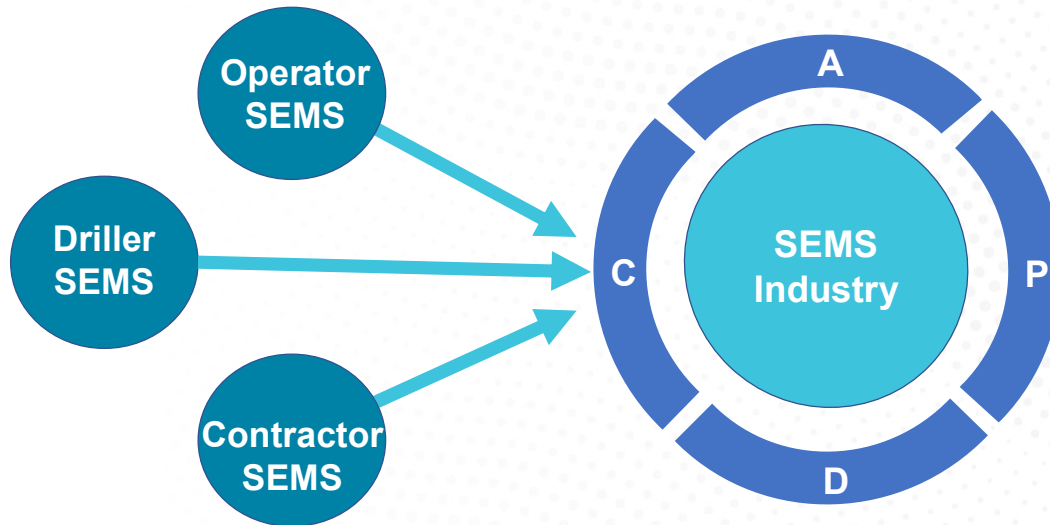 Operator
SEMS
Driller
SEMS
Contractor
SEMS
A
C
SEMS
Industry
P
D